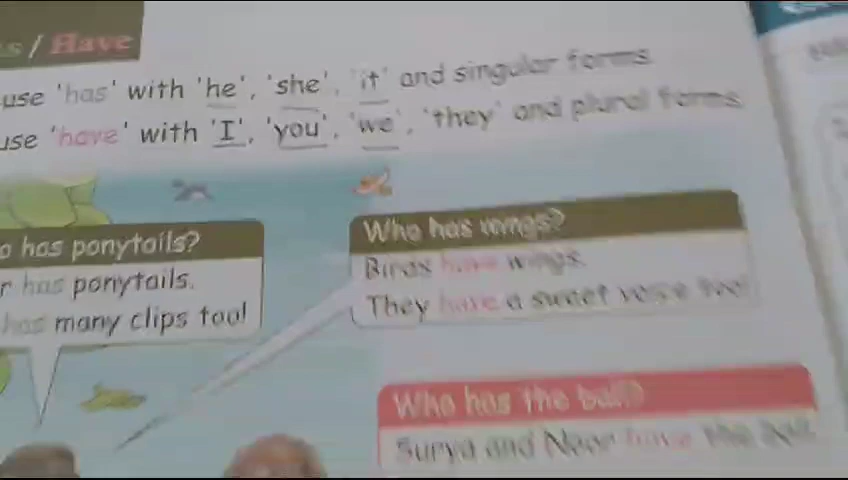 s / Have
use 'has' with 'he', 'she', 'it' and singular forms
use 'have' with 'I', 'you', 'we', 'they' and plural forms
o has ponytails?
r has ponytails.
has many clips too!
Who has wings?
Birds have wings.
They have a sweet voice too!
Who has the ball?
Surya and Noor have the ball.